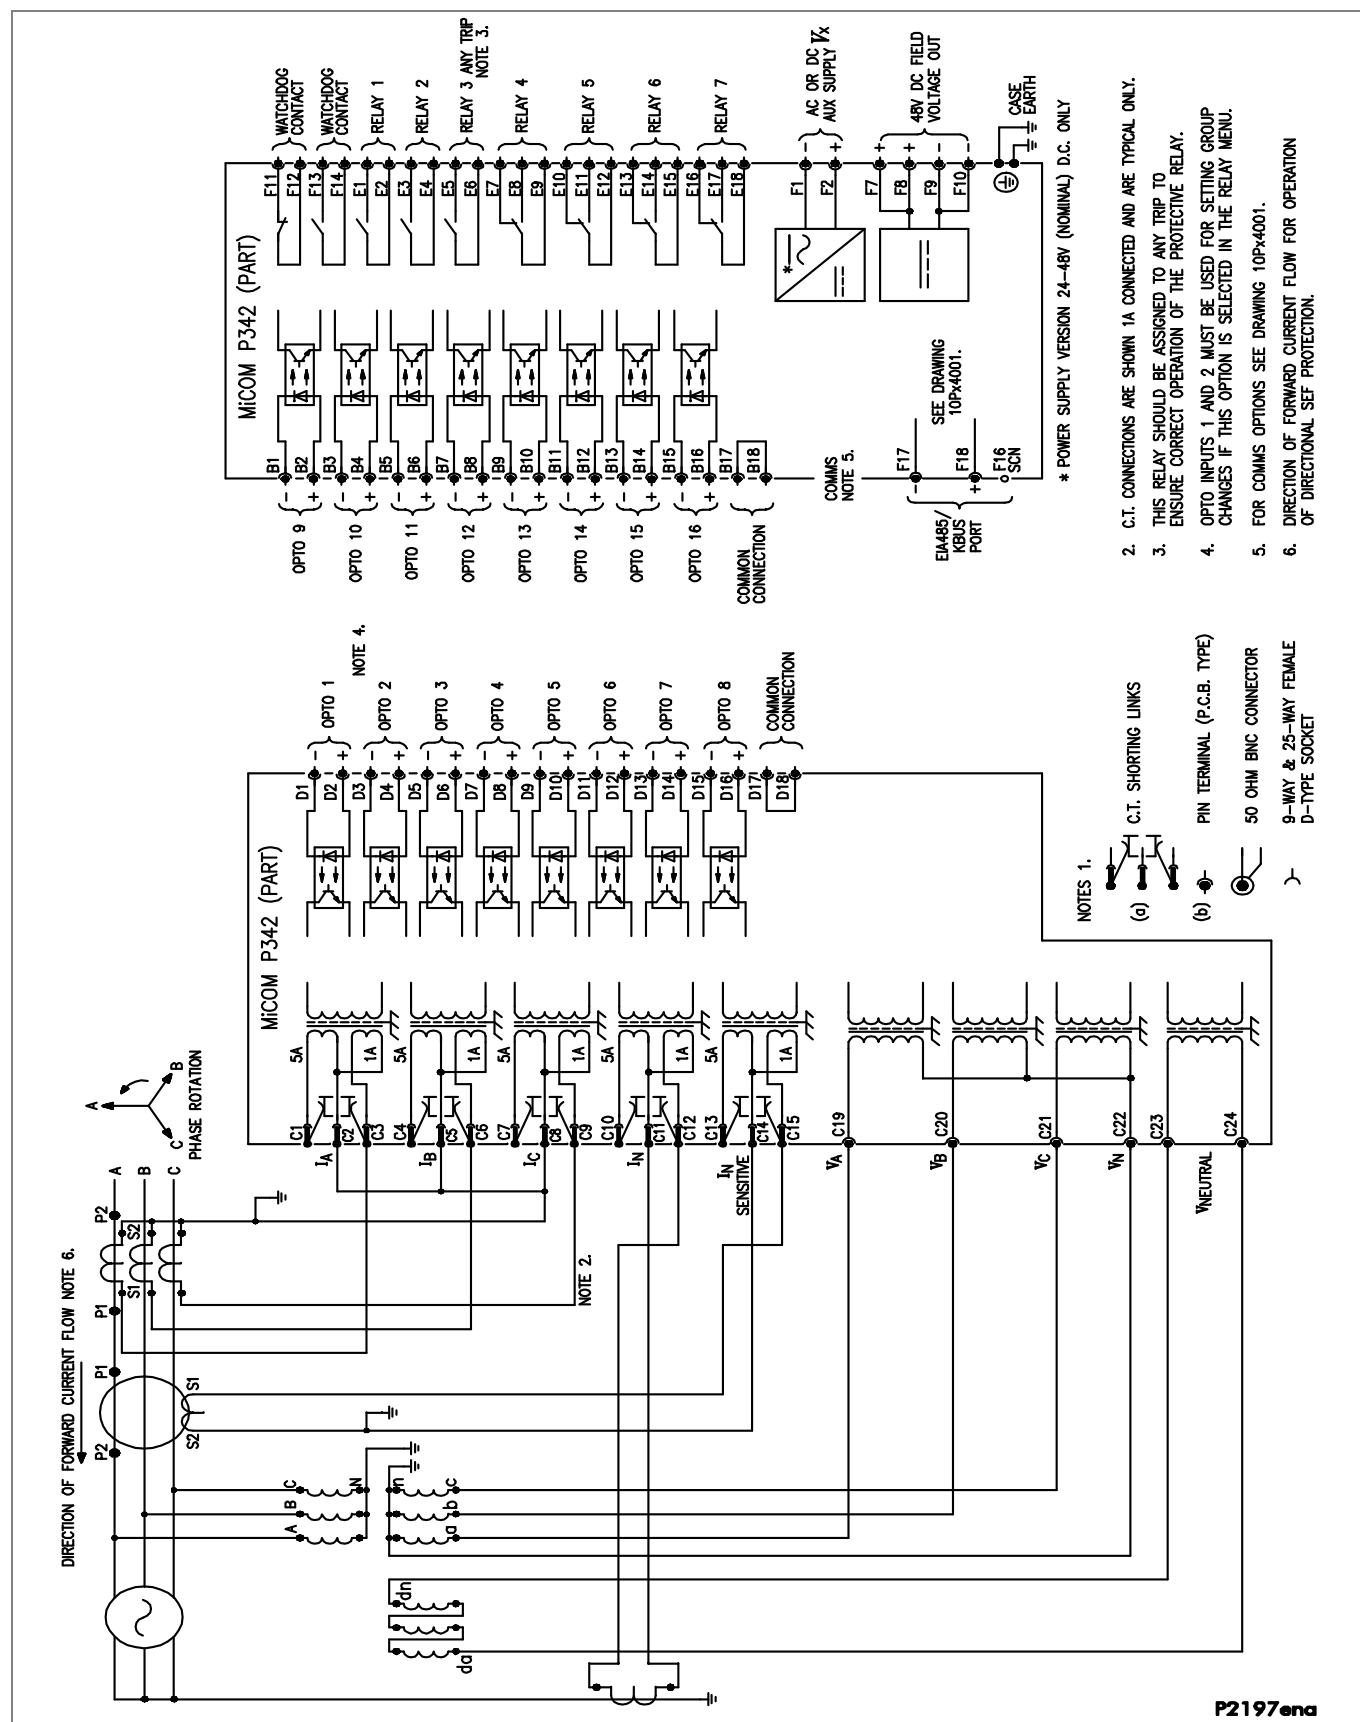 DIRECTION OF FORWARD CURRENT FLOW NOTE 6.
P2
P1
P1
P2
S2
S1
S1
S2
A
B
C
A
B
C
PHASE ROTATION
A
B
C
N
n
a
b
c
dn
da
NOTE 2.
MiCOM P342 (PART)
5A
1A
5A
1A
5A
1A
5A
1A
5A
1A
C1
C2
C3
C4
C5
C6
C7
C8
C9
C10
C11
C12
C13
C14
C15
C19
C20
C21
C22
C23
C24
IA
IB
IC
IN
IN
SENSITIVE
VA
VB
VC
VN
VNEUTRAL
D1
D2
D3
D4
D5
D6
D7
D8
D9
D10
D11
D12
D13
D14
D15
D16
D17
D18
- +
- +
- +
- +
- +
- +
- +
- +
OPTO 1
OPTO 2
OPTO 3
OPTO 4
OPTO 5
OPTO 6
OPTO 7
OPTO 8
COMMON
CONNECTION
NOTE 4.
MiCOM P342 (PART)
B1
B2
B3
B4
B5
B6
B7
B8
B9
B10
B11
B12
B13
B14
B15
B16
B17
B18
- +
- +
- +
- +
- +
- +
- +
- +
OPTO 9
OPTO 10
OPTO 11
OPTO 12
OPTO 13
OPTO 14
OPTO 15
OPTO 16
COMMON
CONNECTION
F11
F12
F13
F14
E1
E2
E3
E4
E5
E6
E7
E8
E9
E10
E11
E12
E13
E14
E15
E16
E17
E18
WATCHDOG
CONTACT
WATCHDOG
CONTACT
RELAY 1
RELAY 2
RELAY 3 ANY TRIP
NOTE 3.
RELAY 4
RELAY 5
RELAY 6
RELAY 7
F1
F2
F7
F8
F9
F10
- +
+ + - -
AC OR DC Vx
AUX SUPPLY
48V DC FIELD
VOLTAGE OUT
CASE
EARTH
*
COMMS
NOTE 5.
F17
F18
F16
SCN
- +
EIA485/
KBUS
PORT
SEE DRAWING
10Px4001.
* POWER SUPPLY VERSION 24-48V (NOMINAL) D.C. ONLY
NOTES 1.
(a)
C.T. SHORTING LINKS
(b)
PIN TERMINAL (P.C.B. TYPE)
50 OHM BNC CONNECTOR
9-WAY & 25-WAY FEMALE
D-TYPE SOCKET
2. C.T. CONNECTIONS ARE SHOWN 1A CONNECTED AND ARE TYPICAL ONLY.
3. THIS RELAY SHOULD BE ASSIGNED TO ANY TRIP TO
ENSURE CORRECT OPERATION OF THE PROTECTIVE RELAY.
4. OPTO INPUTS 1 AND 2 MUST BE USED FOR SETTING GROUP
CHANGES IF THIS OPTION IS SELECTED IN THE RELAY MENU.
5. FOR COMMS OPTIONS SEE DRAWING 10Px4001.
6. DIRECTION OF FORWARD CURRENT FLOW FOR OPERATION
OF DIRECTIONAL SEF PROTECTION.
P2197ena